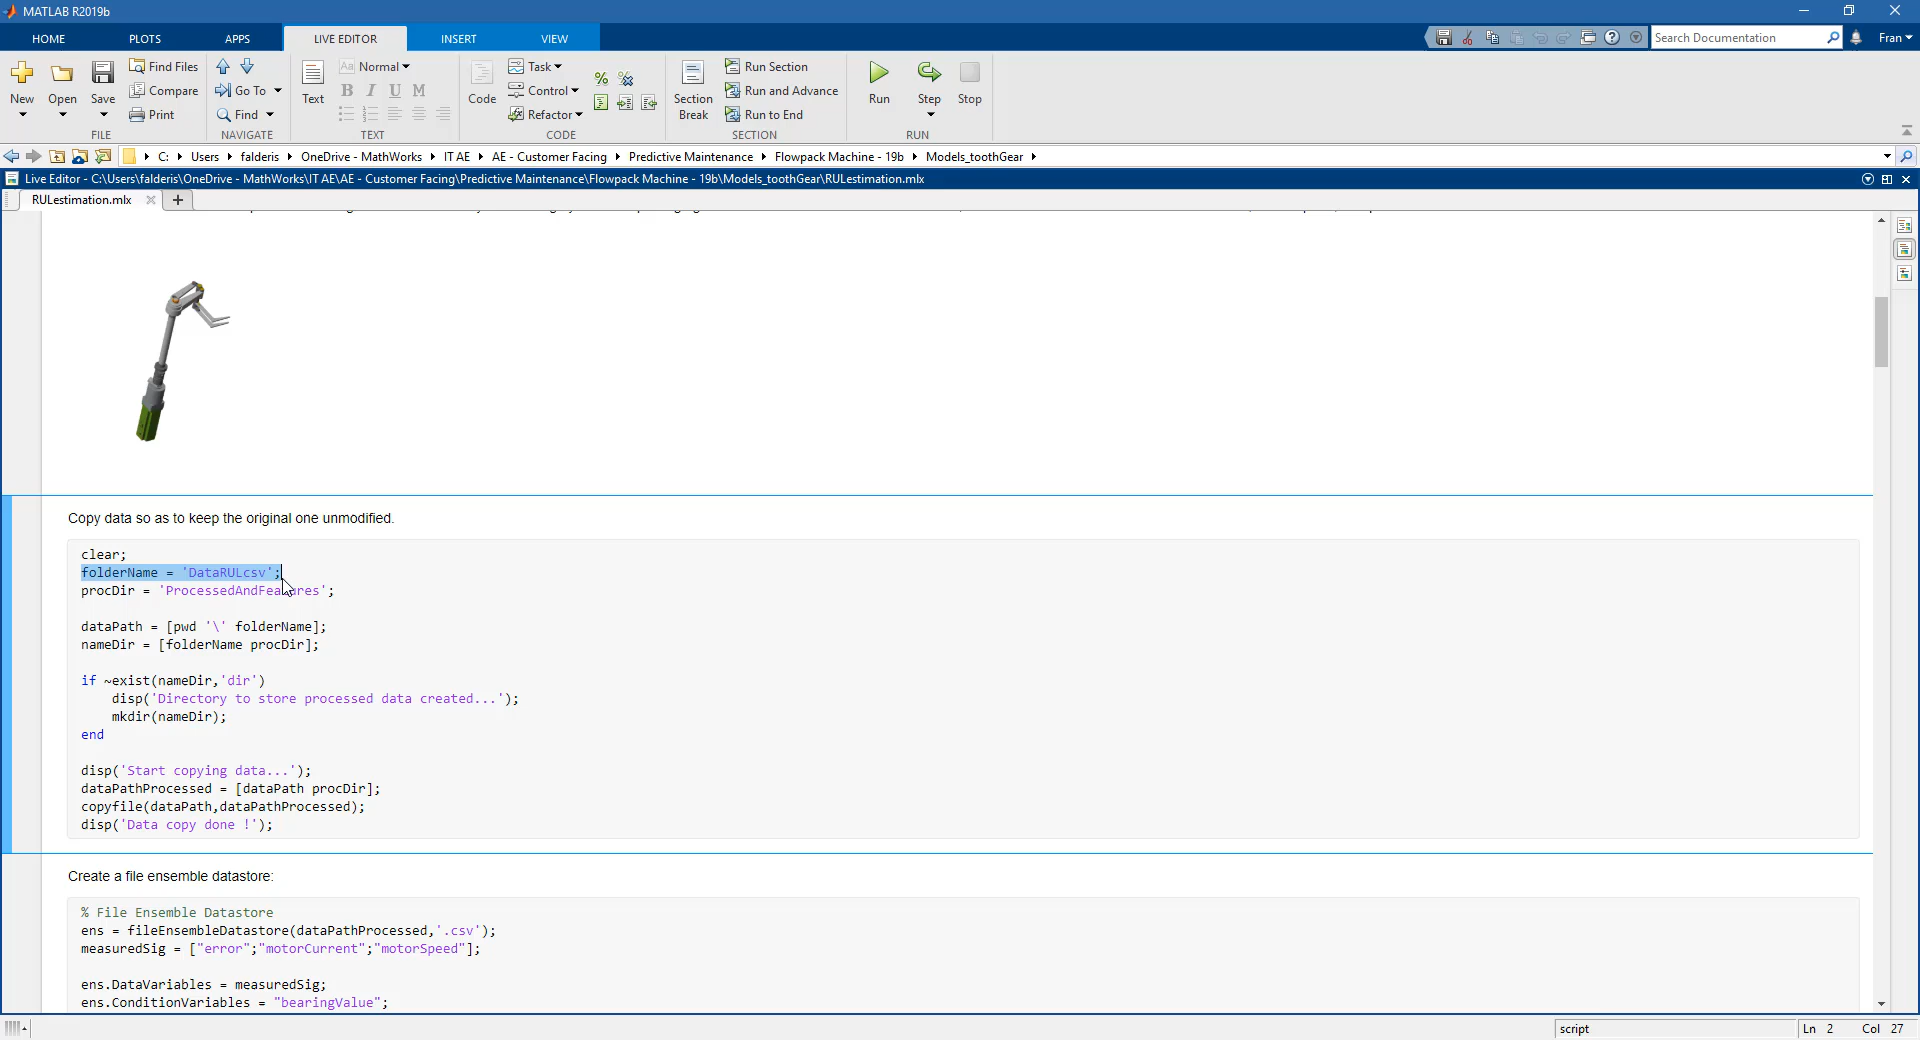 MATLAB R2019b
HOME PLOTS APPS LIVE EDITOR INSERT VIEW
Search Documentation
Fran
New Open Save
Find Files
Compare
Print
FILE
Go To
Find
NAVIGATE
Text
Aa Normal
B I U M
TEXT
Code
Task
Control
Refactor
CODE
Section Break
Run Section
Run and Advance
Run to End
SECTION
Run Step Stop
RUN
C: Users falderis OneDrive - MathWorks IT AE AE - Customer Facing Predictive Maintenance Flowpack Machine - 19b Models_toothGear
Live Editor - C:\Users\falderis\OneDrive - MathWorks\IT AE\AE - Customer Facing\Predictive Maintenance\Flowpack Machine - 19b\Models_toothGear\RULestimation.mlx
RULestimation.mlx
Copy data so as to keep the original one unmodified.
clear;
folderName = 'DataRULcsv';
procDir = 'ProcessedAndFeatures';
dataPath = [pwd '\' folderName];
nameDir = [folderName procDir];
if ~exist(nameDir,'dir')
disp('Directory to store processed data created...');
mkdir(nameDir);
end
disp('Start copying data...');
dataPathProcessed = [dataPath procDir];
copyfile(dataPath,dataPathProcessed);
disp('Data copy done !');
Create a file ensemble datastore:
% File Ensemble Datastore
ens = fileEnsembleDatastore(dataPathProcessed,'.csv');
measuredSig = ["error";"motorCurrent";"motorSpeed"];
ens.DataVariables = measuredSig;
ens.ConditionVariables = "bearingValue";
script
Ln 2 Col 27